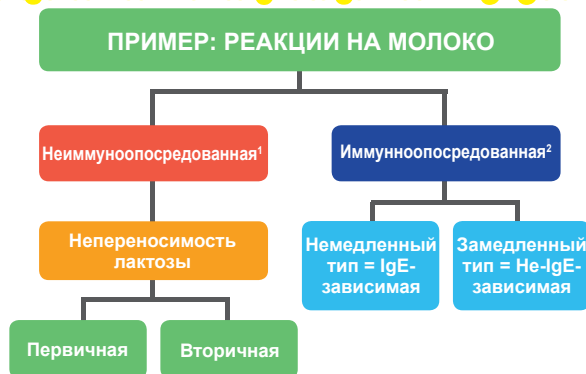 ПРИМЕР: РЕАКЦИИ НА МОЛОКО
Неиммуноопосредованная¹
Иммунноопосредованная²
Непереносимость
лактозы
Немедленный
тип = IgE-
зависимая
Замедленный
тип = Не-IgE-
зависимая
Первичная
Вторичная